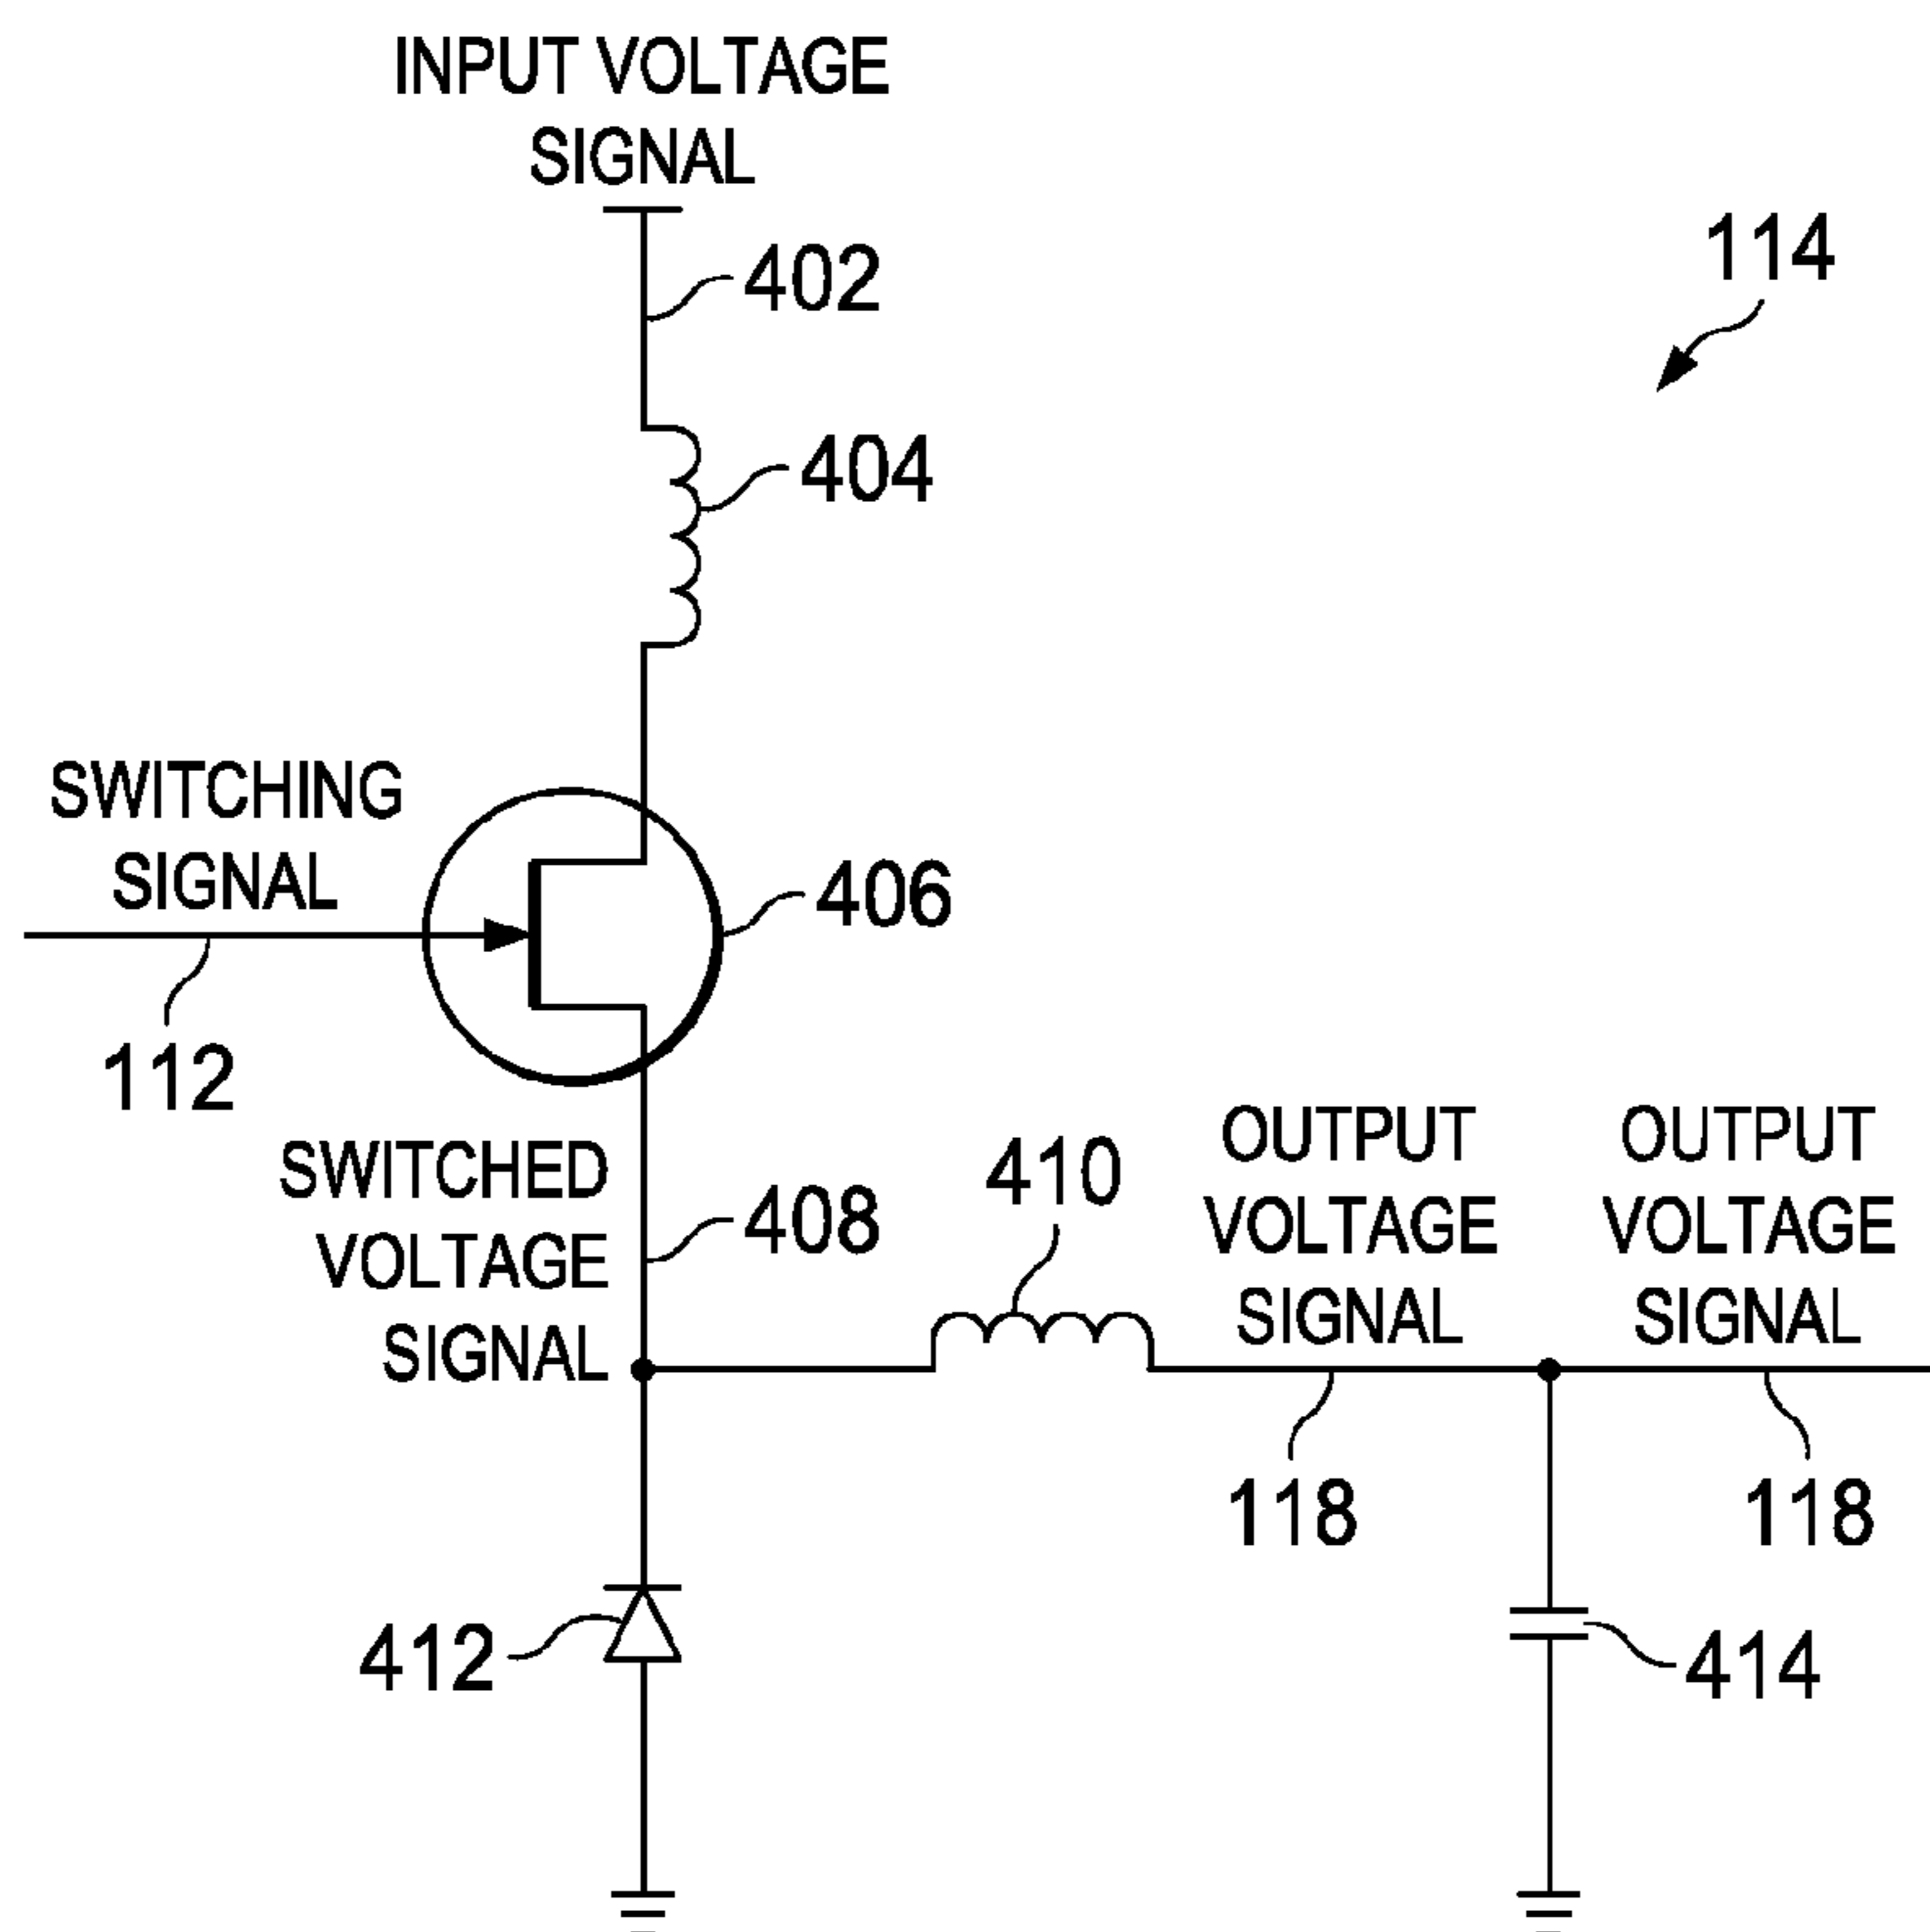 INPUT VOLTAGE
SIGNAL
402
114
404
SWITCHING
SIGNAL
406
112
SWITCHED
VOLTAGE
SIGNAL
408
410
OUTPUT
VOLTAGE
SIGNAL
OUTPUT
VOLTAGE
SIGNAL
118
118
412
414